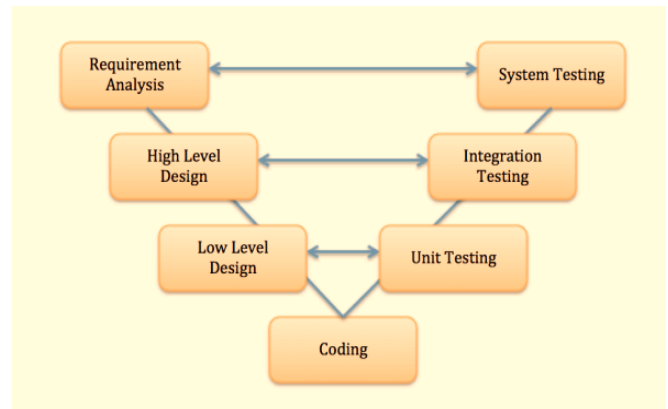 Requirement
Analysis
System Testing
High Level
Design
Integration
Testing
Low Level
Design
Unit Testing
Coding